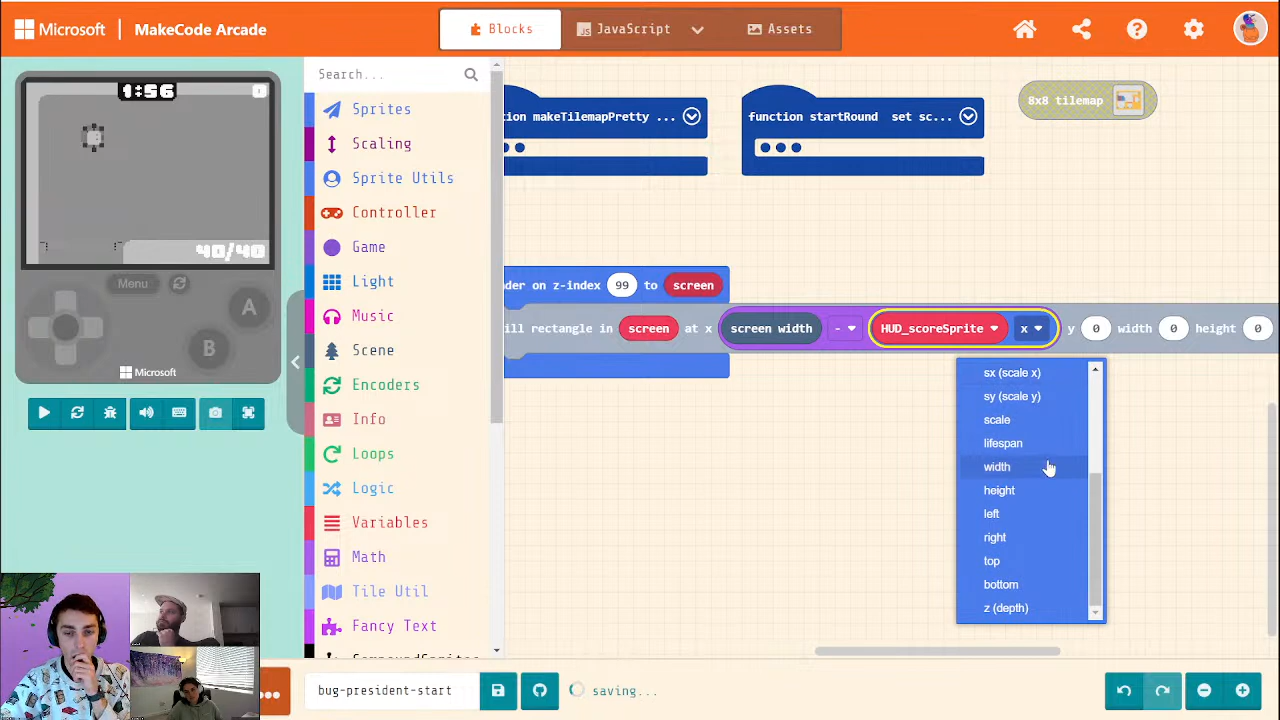 Microsoft
MakeCode Arcade
Blocks
JavaScript
Assets
1:56
40/40
Menu
A
B
Microsoft
Search...
Sprites
Scaling
Sprite Utils
Controller
Game
Light
Music
Scene
Encoders
Info
Loops
Logic
Variables
Math
Tile Util
Fancy Text
makeTilemapPretty ...
function startRound set sc...
8x8 tilemap
on z-index 99 to screen
rectangle in screen at x screen width - HUD_scoreSprite x y 0 width 0 height 0
sx (scale x)
sy (scale y)
scale
lifespan
width
height
left
right
top
bottom
z (depth)
bug-president-start
saving...